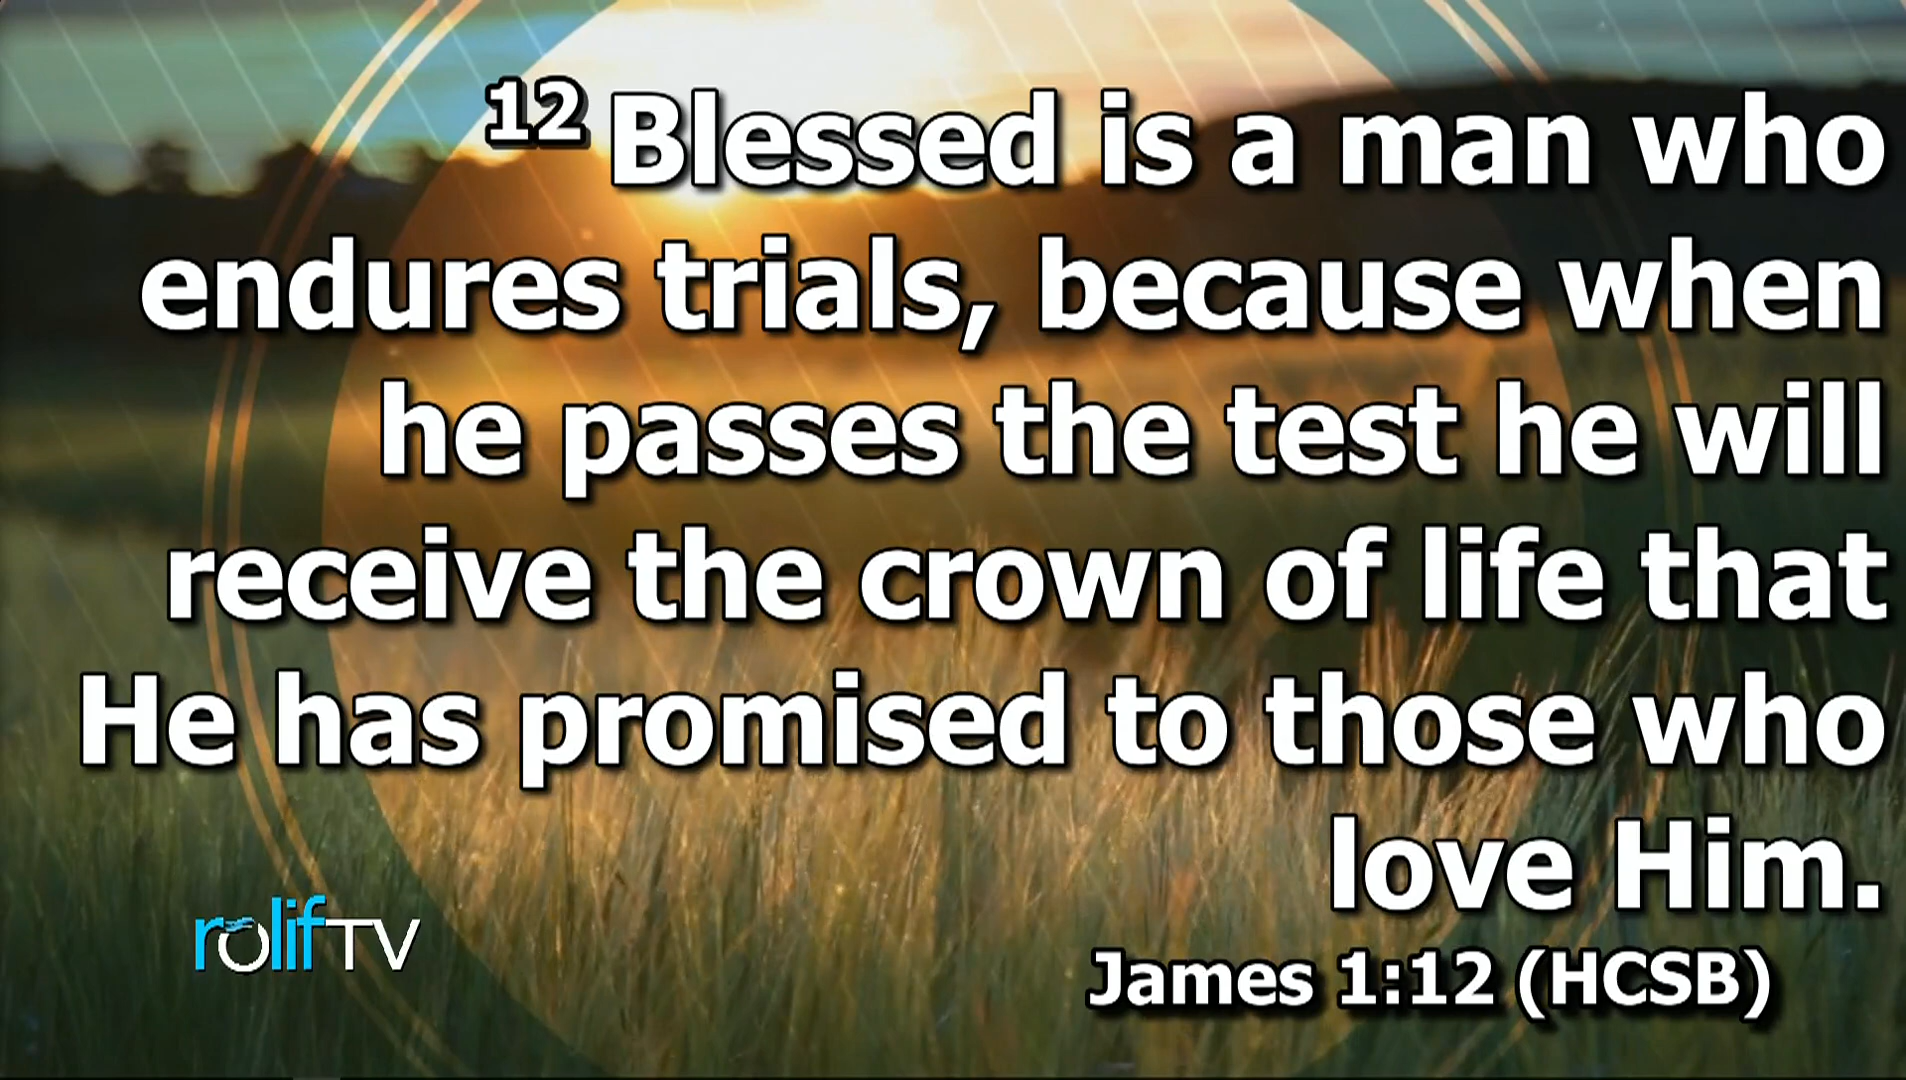 12 Blessed is a man who
endures trials, because when
he passes the test he will
receive the crown of life that
He has promised to those who
love Him.
James 1:12 (HCSB)
rolifTV